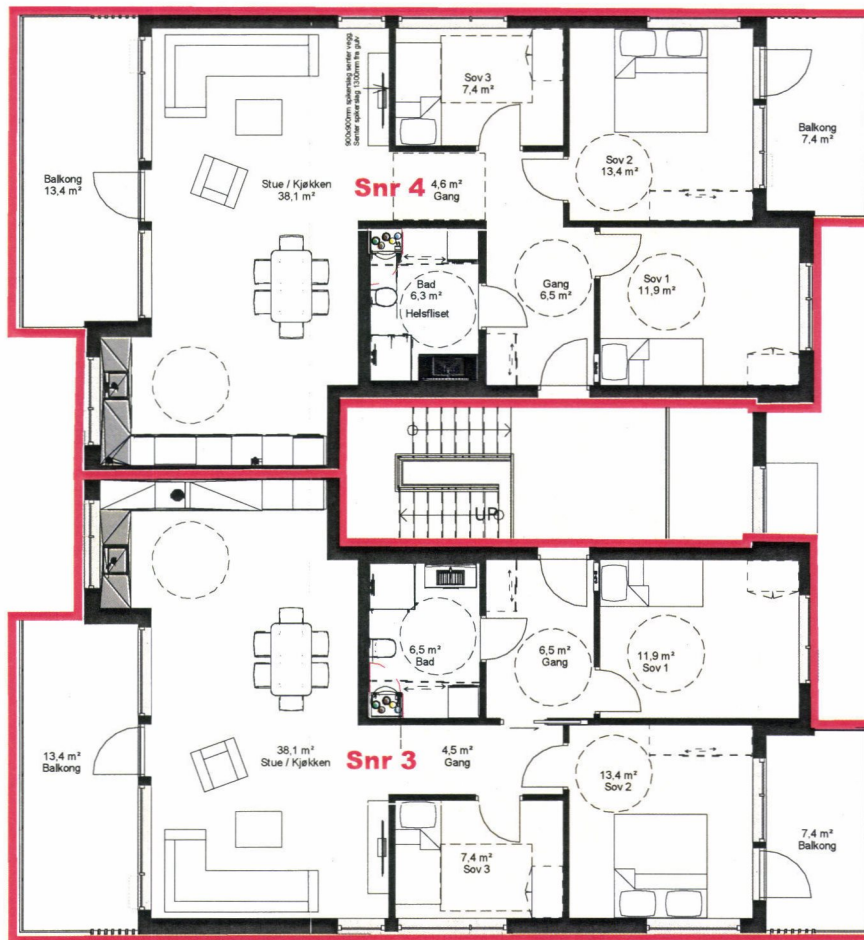 900x900mm spikerslag senter vegg.
Senter spikerslag 1300mm fra gulv
Sov 3
7,4 m²
Sov 2
13,4 m²
Balkong
7,4 m²
Balkong
13,4 m²
Stue / Kjøkken
38,1 m²
Snr 4
4,6 m²
Gang
Bad
6,3 m²
Helsfliset
Gang
6,5 m²
Sov 1
11,9 m²
UP
6,5 m²
Bad
6,5 m²
Gang
11,9 m²
Sov 1
13,4 m²
Balkong
38,1 m²
Stue / Kjøkken
Snr 3
4,5 m²
Gang
13,4 m²
Sov 2
7,4 m²
Sov 3
7,4 m²
Balkong